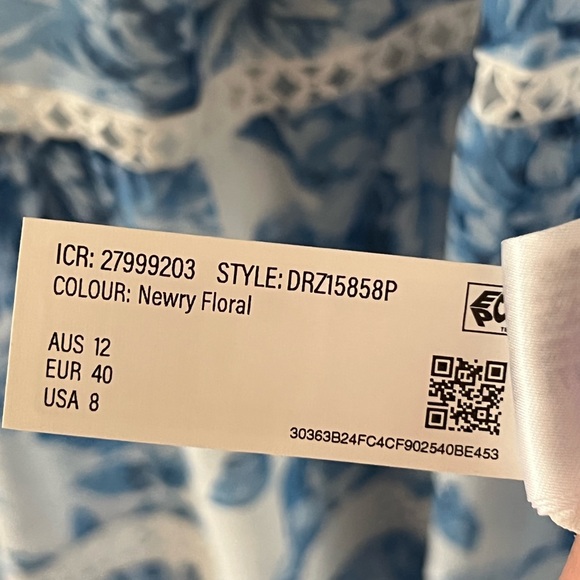 ICR: 27999203 STYLE: DRZ15858P
COLOUR: Newry Floral
AUS 12
EUR 40
USA 8
30363B24FC4CF902540BE453